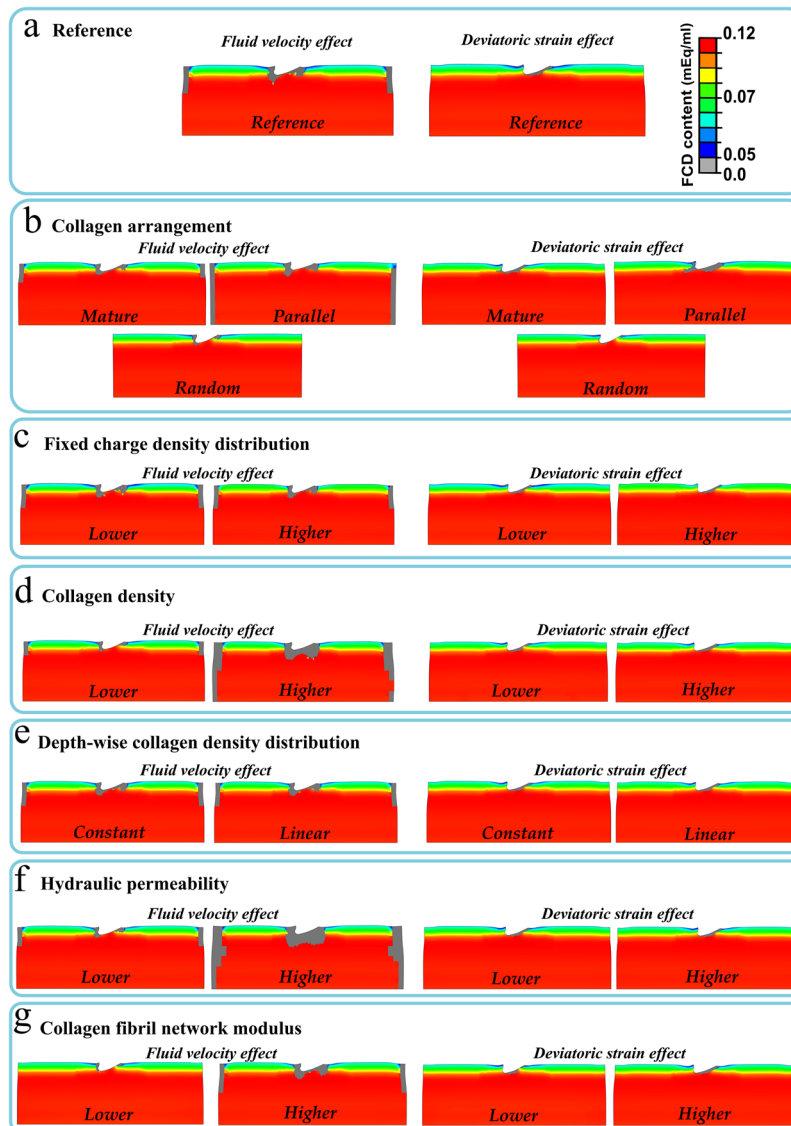 a Reference
Fluid velocity effect
Deviatoric strain effect
Reference
Reference
FCD content (mEq/ml)
0.12
0.07
0.05
0.0
b Collagen arrangement
Fluid velocity effect
Deviatoric strain effect
Mature
Parallel
Mature
Parallel
Random
Random
c Fixed charge density distribution
Fluid velocity effect
Deviatoric strain effect
Lower
Higher
Lower
Higher
d Collagen density
Fluid velocity effect
Deviatoric strain effect
Lower
Higher
Lower
Higher
e Depth-wise collagen density distribution
Fluid velocity effect
Deviatoric strain effect
Constant
Linear
Constant
Linear
f Hydraulic permeability
Fluid velocity effect
Deviatoric strain effect
Lower
Higher
Lower
Higher
g Collagen fibril network modulus
Fluid velocity effect
Deviatoric strain effect
Lower
Higher
Lower
Higher